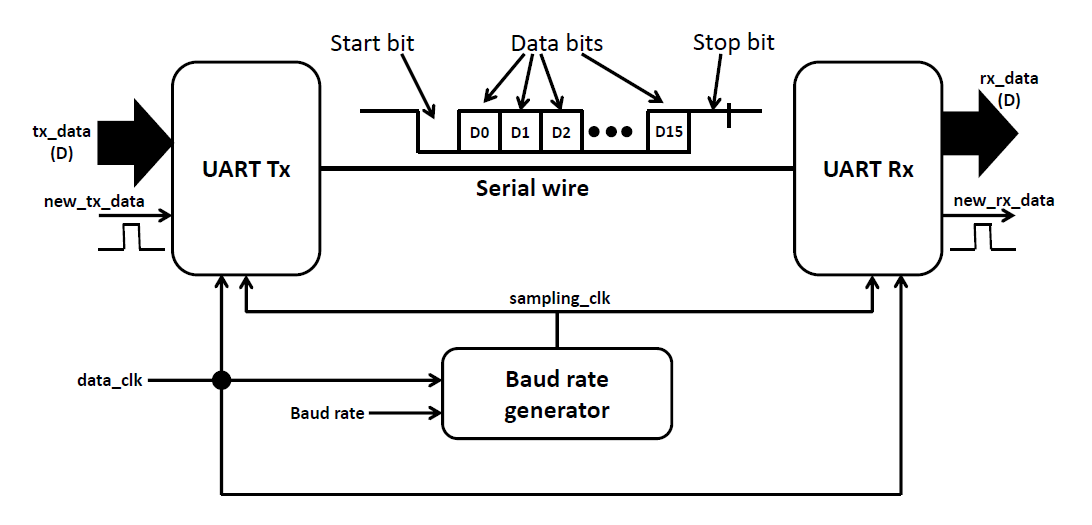 Start bit
Data bits
Stop bit
rx_data
(D)
tx_data
(D)
D0
D1
D2
D15
UART Tx
UART Rx
Serial wire
new_tx_data
new_rx_data
sampling_clk
data_clk
Baud rate
generator
Baud rate